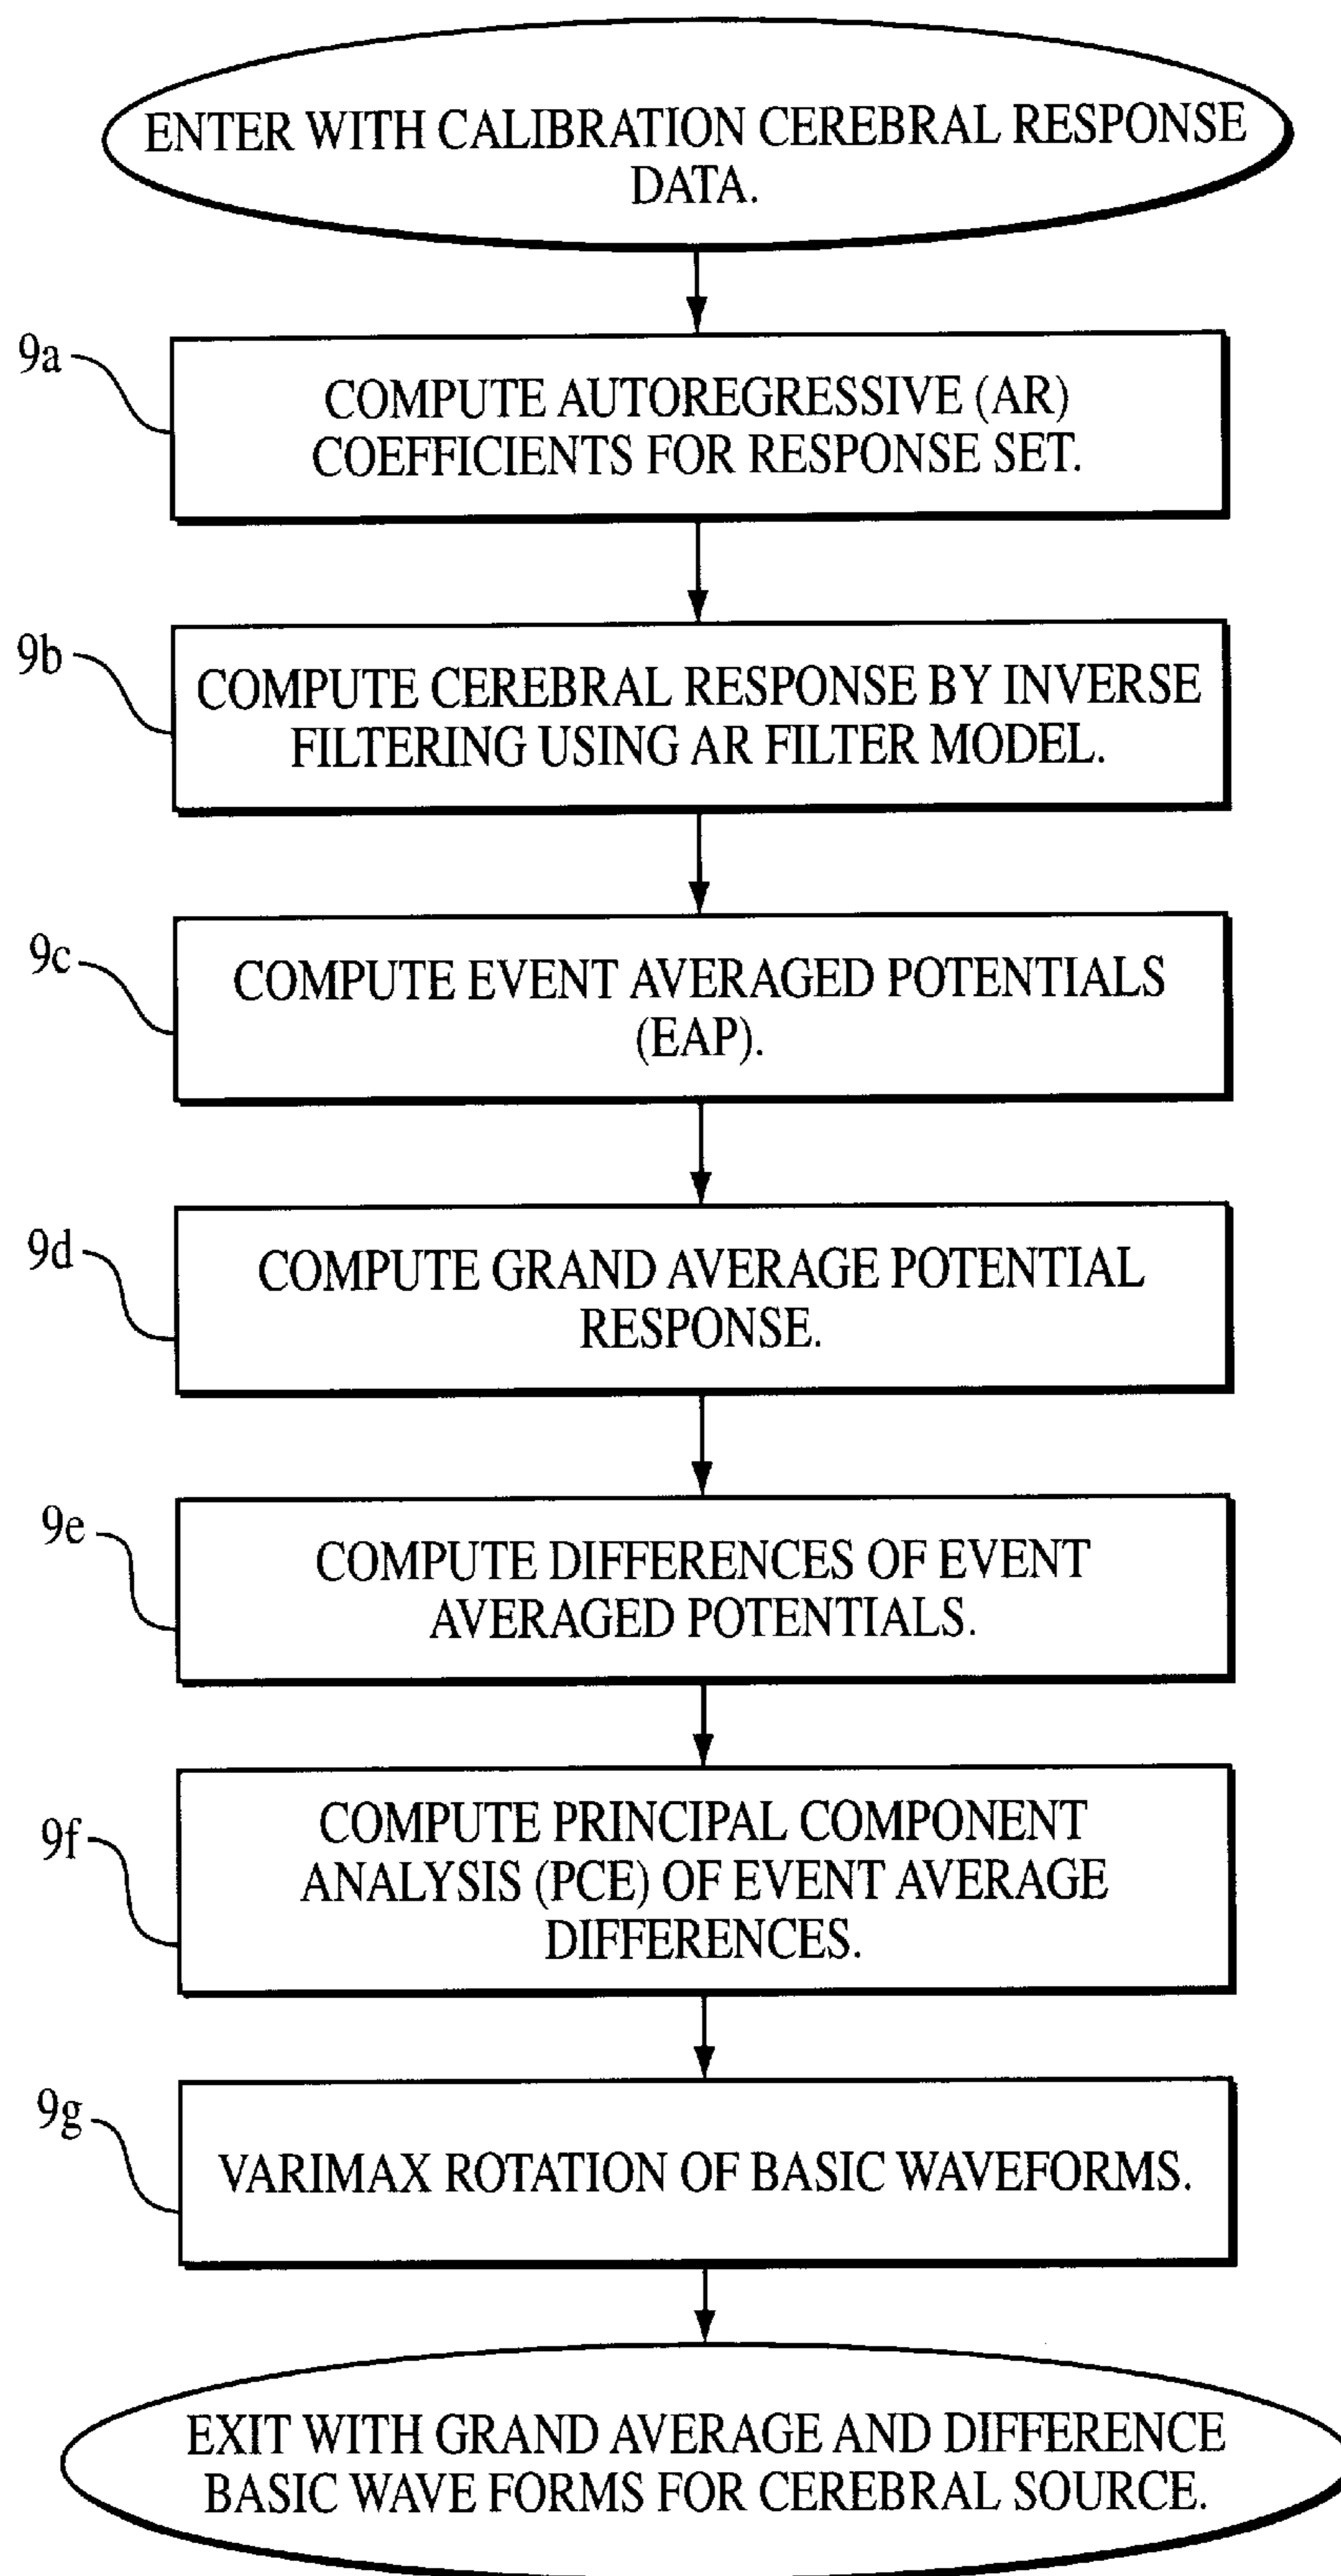 ENTER WITH CALIBRATION CEREBRAL RESPONSE
DATA.
9a
COMPUTE AUTOREGRESSIVE (AR)
COEFFICIENTS FOR RESPONSE SET.
9b
COMPUTE CEREBRAL RESPONSE BY INVERSE
FILTERING USING AR FILTER MODEL.
9c
COMPUTE EVENT AVERAGED POTENTIALS
(EAP).
9d
COMPUTE GRAND AVERAGE POTENTIAL
RESPONSE.
9e
COMPUTE DIFFERENCES OF EVENT
AVERAGED POTENTIALS.
9f
COMPUTE PRINCIPAL COMPONENT
ANALYSIS (PCE) OF EVENT AVERAGE
DIFFERENCES.
9g
VARIMAX ROTATION OF BASIC WAVEFORMS.
EXIT WITH GRAND AVERAGE AND DIFFERENCE
BASIC WAVE FORMS FOR CEREBRAL SOURCE.